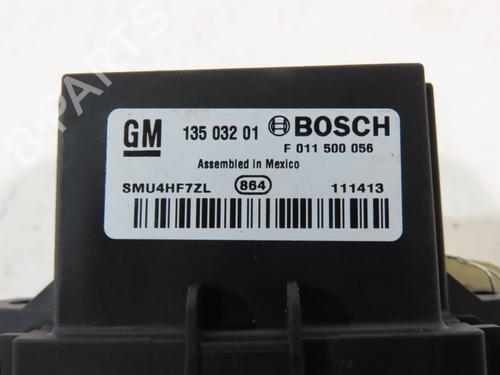 B-PARTS
GM 135 032 01 BOSCH
F 011 500 056
Assembled in Mexico
SMU4HF7ZL 864 111413